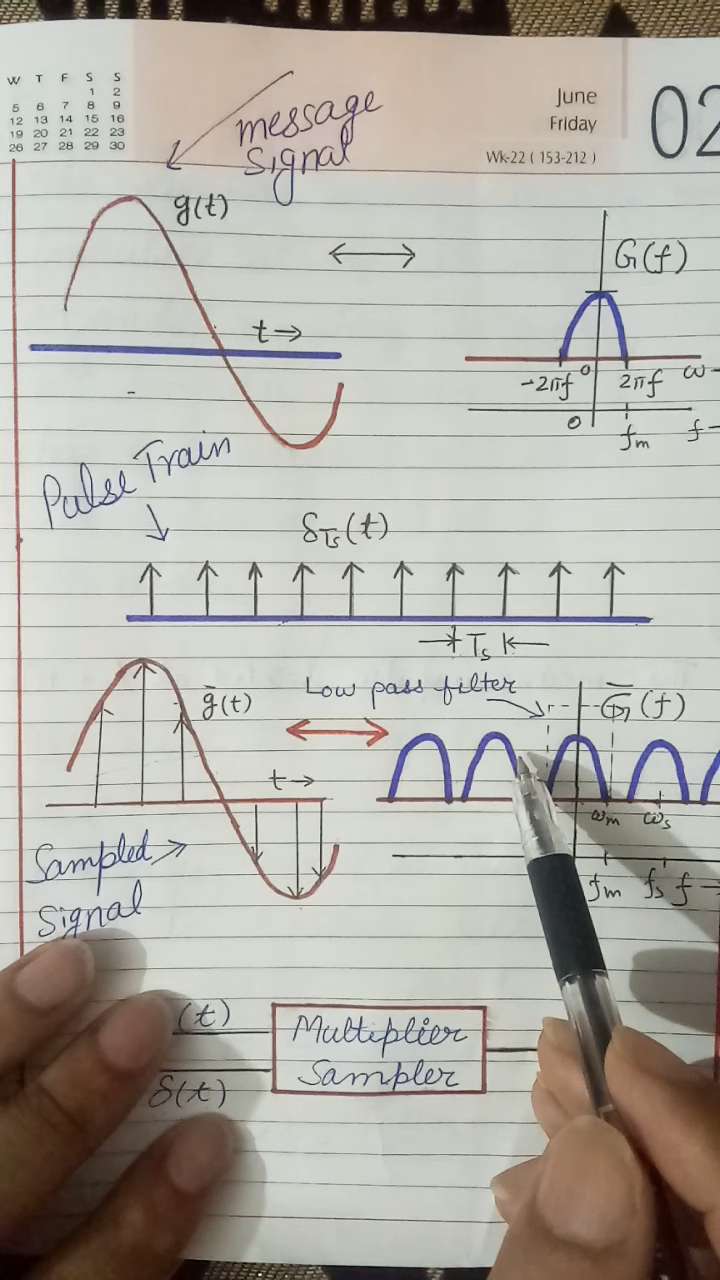 W T F S S
1 2
5 6 7 8 9
12 13 14 15 16
19 20 21 22 23
26 27 28 29 30
June
Friday
Wk-22 ( 153-212 )
02
message
signal
g(t)
G(f)
t→
-2πf 0 2πf ω
0 fm f
Pulse Train
δTs(t)
Ts
Low pass filter
g̅(t)
G̅(f)
t→
ωm ωs
fm fs f
Sampled
Signal
(t)
δ(t)
Multiplier
Sampler